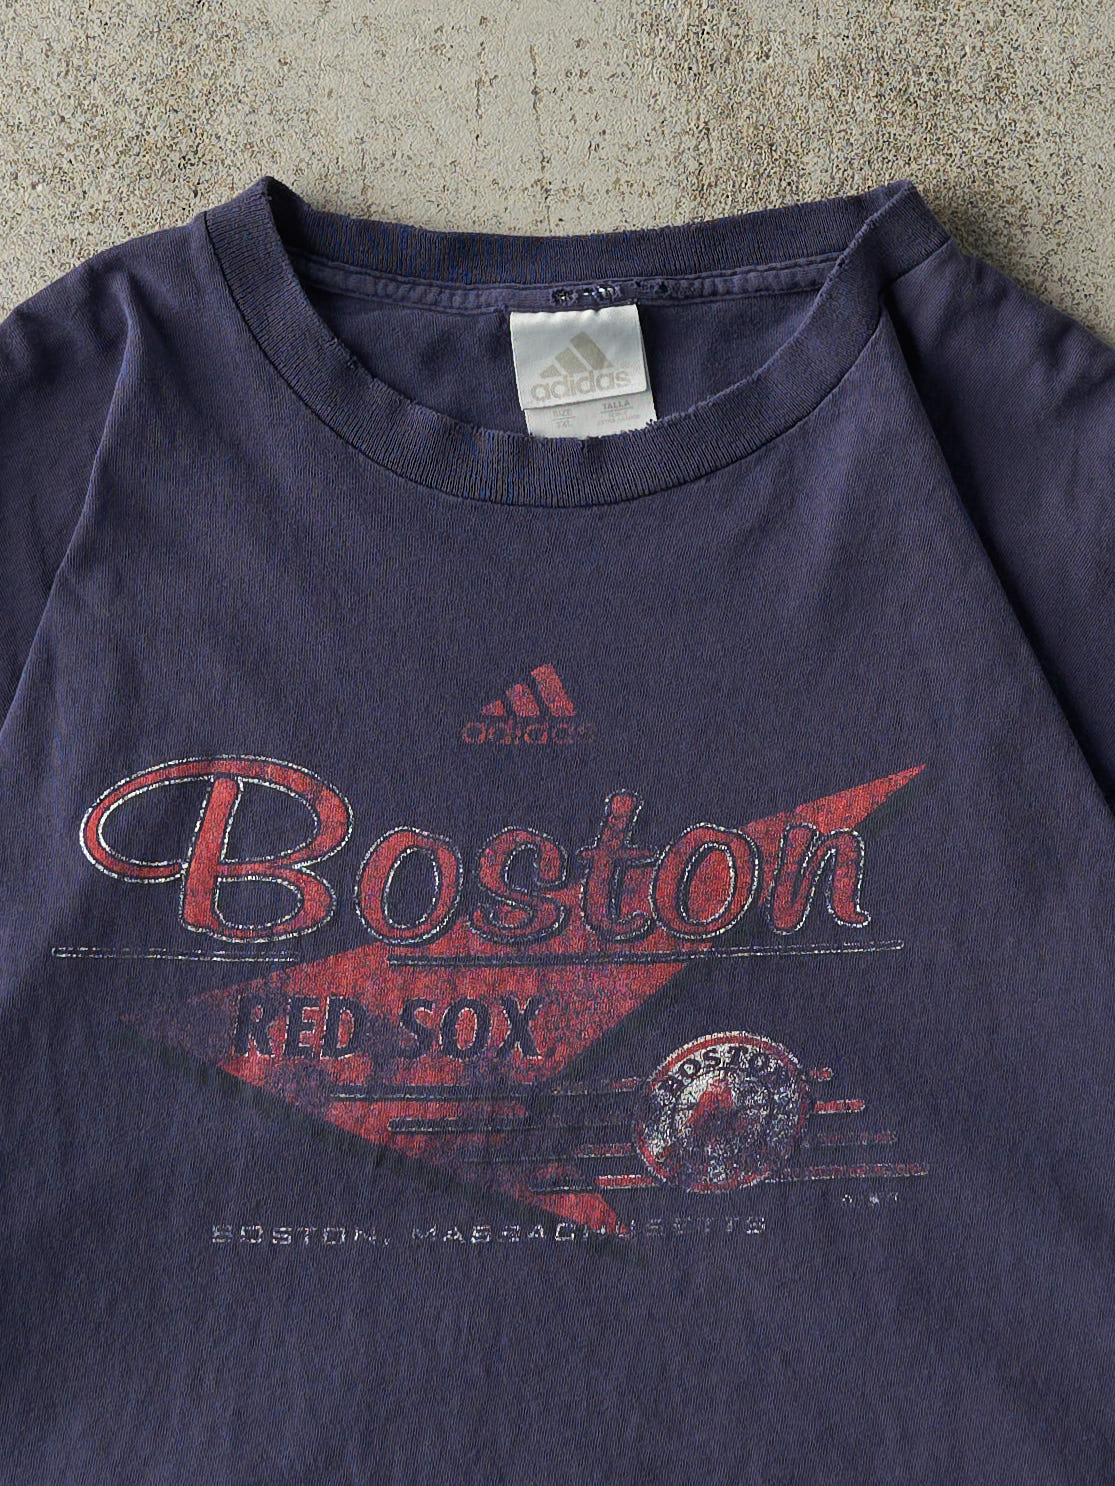 adidas
SIZE TALLA
adidas
Boston
RED SOX
BOSTON
BOSTON, MASSACHUSETTS